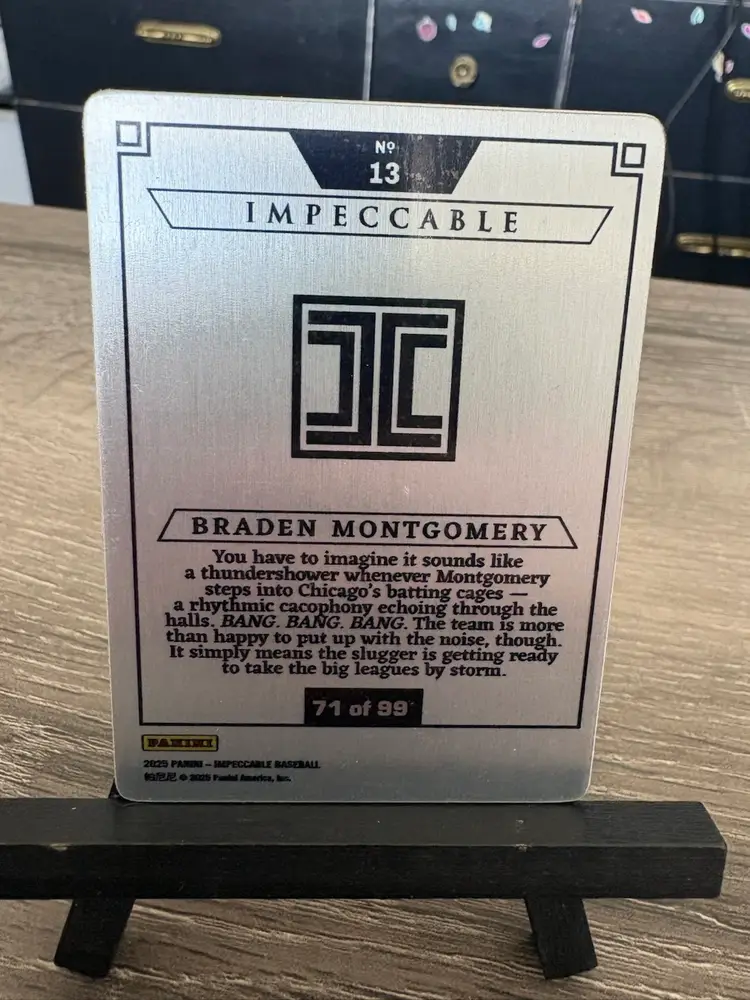 Nº
13
IMPECCABLE
BRADEN MONTGOMERY
You have to imagine it sounds like
a thundershower whenever Montgomery
steps into Chicago's batting cages —
a rhythmic cacophony echoing through the
halls. BANG. BANG. BANG. The team is more
than happy to put up with the noise, though.
It simply means the slugger is getting ready
to take the big leagues by storm.
71 of 99
PANINI
2025 PANINI – IMPECCABLE BASEBALL
帕尼尼 © 2025 Panini America, Inc.